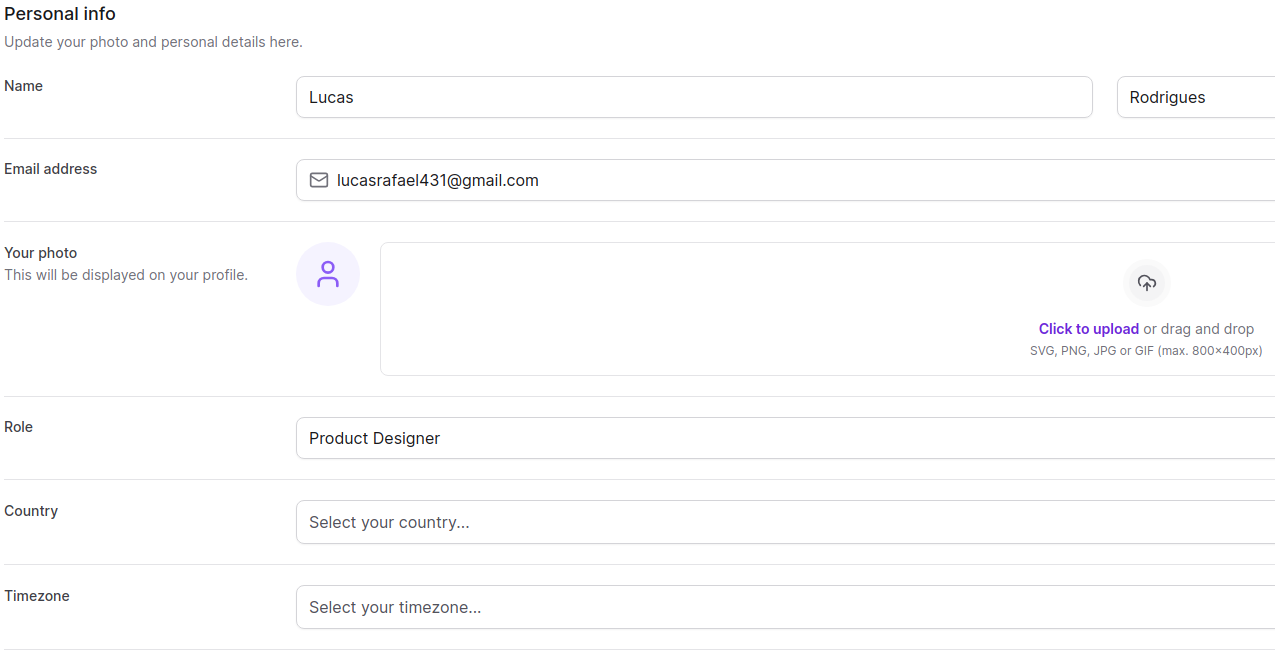 Personal info
Update your photo and personal details here.
Name
Lucas
Rodrigues
Email address
lucasrafael431@gmail.com
Your photo
This will be displayed on your profile.
Click to upload or drag and drop
SVG, PNG, JPG or GIF (max. 800×400px)
Role
Product Designer
Country
Select your country...
Timezone
Select your timezone...